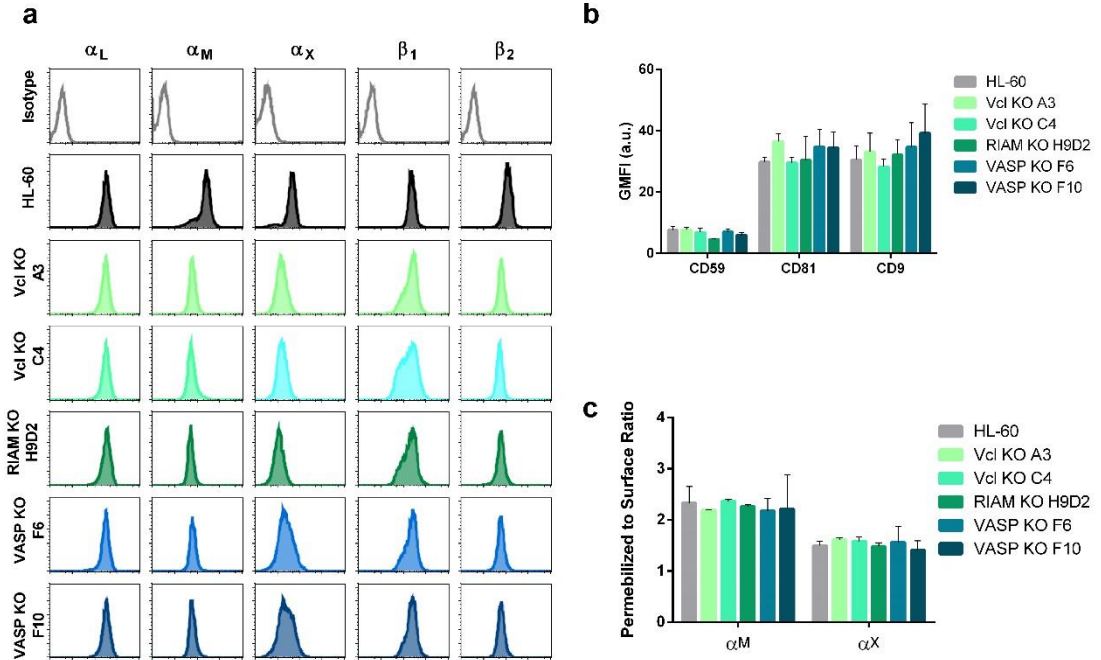 a
αL αM αX β1 β2
Isotype
HL-60
Vcl KO
A3
Vcl KO
C4
RIAM KO
H9D2
VASP KO
F6
VASP KO
F10
b
60
40
20
0
GMFI (a.u.)
CD59 CD81 CD9
HL-60
Vcl KO A3
Vcl KO C4
RIAM KO H9D2
VASP KO F6
VASP KO F10
c
4
3
2
1
0
Permebilized to Surface Ratio
αM αX
HL-60
Vcl KO A3
Vcl KO C4
RIAM KO H9D2
VASP KO F6
VASP KO F10